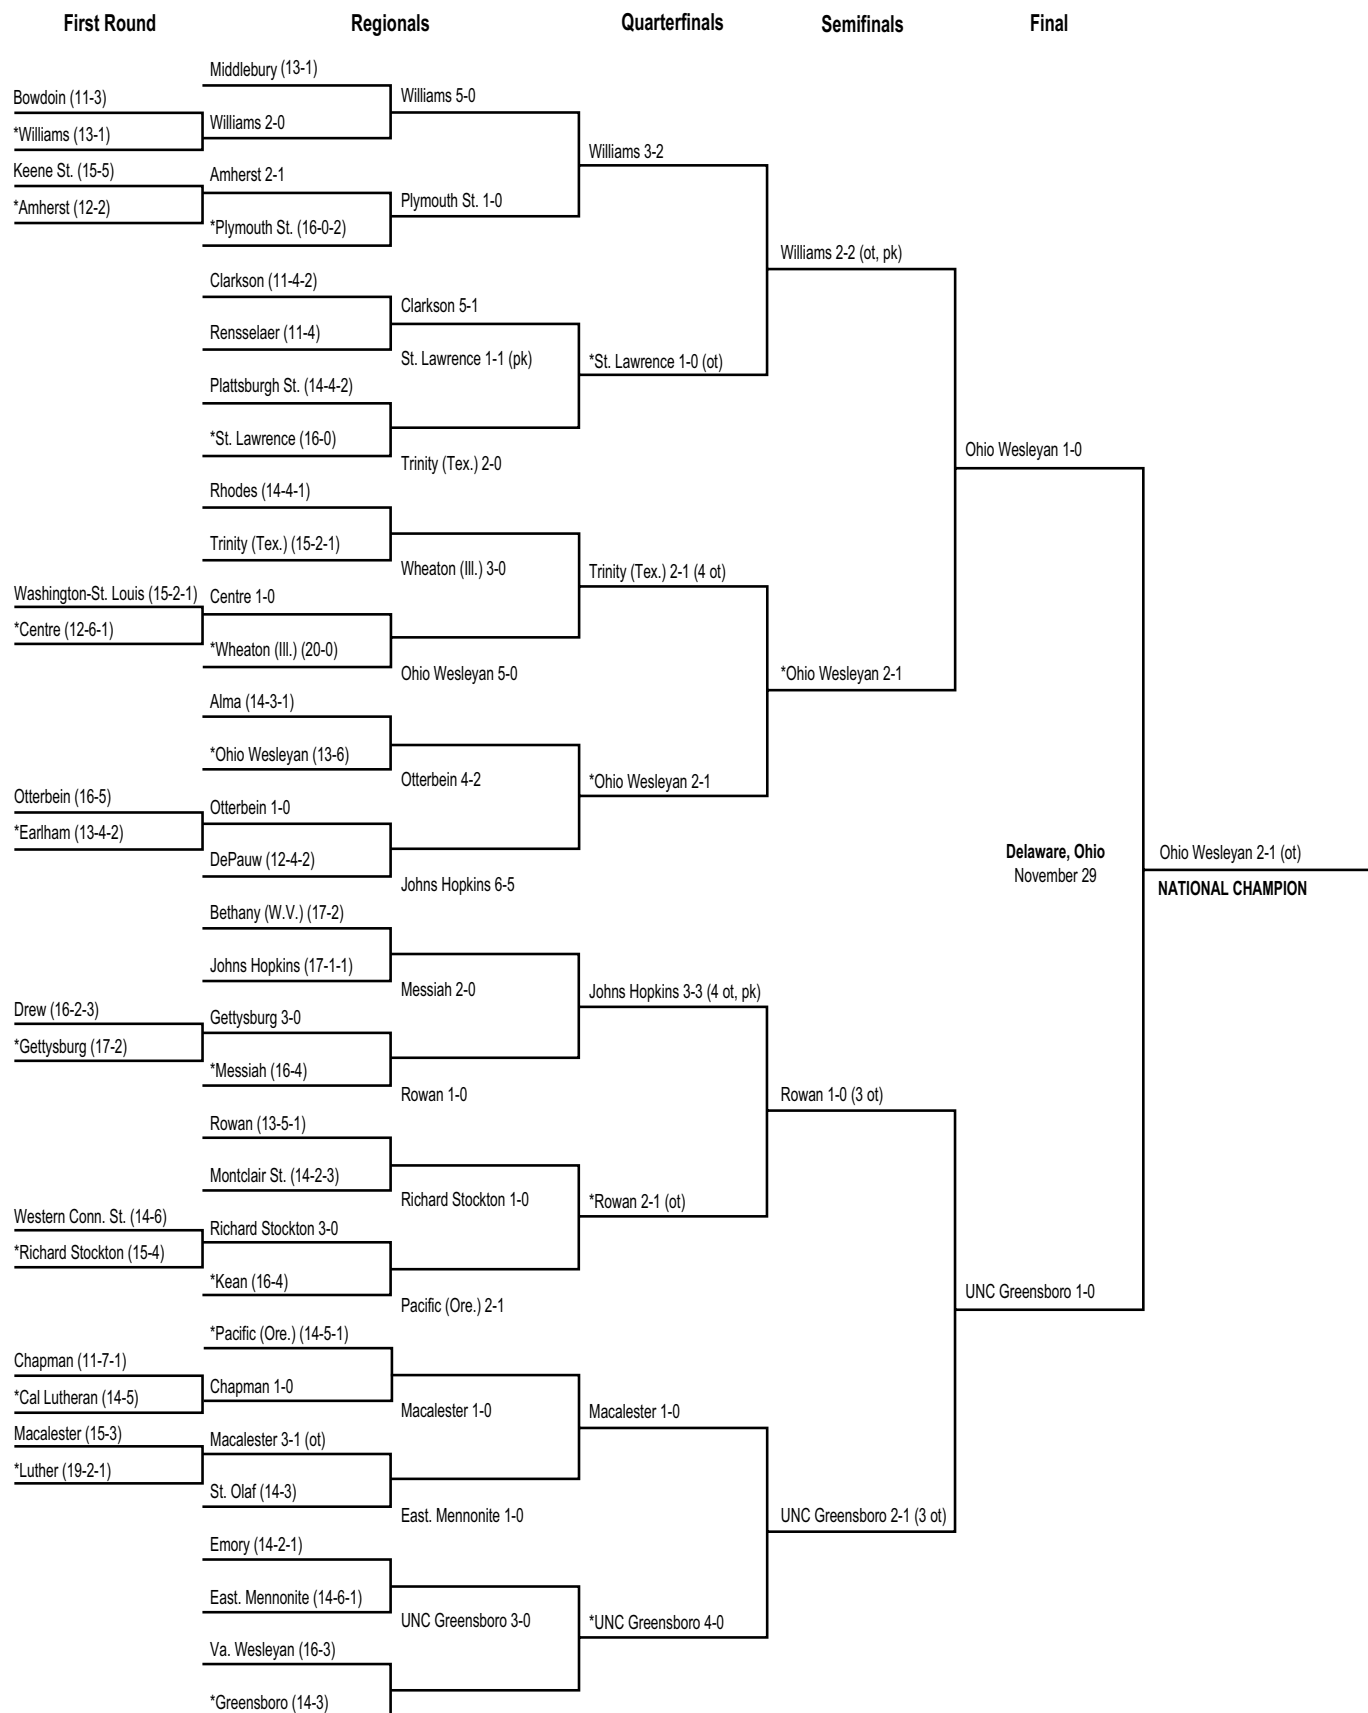 First Round
Regionals
Quarterfinals
Semifinals
Final
Bowdoin (11-3)
*Williams (13-1)
Keene St. (15-5)
*Amherst (12-2)
Washington-St. Louis (15-2-1)
*Centre (12-6-1)
Otterbein (16-5)
*Earlham (13-4-2)
Drew (16-2-3)
*Gettysburg (17-2)
Western Conn. St. (14-6)
*Richard Stockton (15-4)
Chapman (11-7-1)
*Cal Lutheran (14-5)
Macalester (15-3)
*Luther (19-2-1)
Middlebury (13-1)
Williams 2-0
Amherst 2-1
*Plymouth St. (16-0-2)
Clarkson (11-4-2)
Rensselaer (11-4)
Plattsburgh St. (14-4-2)
*St. Lawrence (16-0)
Rhodes (14-4-1)
Trinity (Tex.) (15-2-1)
Centre 1-0
*Wheaton (Ill.) (20-0)
Alma (14-3-1)
*Ohio Wesleyan (13-6)
Otterbein 1-0
DePauw (12-4-2)
Bethany (W.V.) (17-2)
Johns Hopkins (17-1-1)
Gettysburg 3-0
*Messiah (16-4)
Rowan (13-5-1)
Montclair St. (14-2-3)
Richard Stockton 3-0
*Kean (16-4)
*Pacific (Ore.) (14-5-1)
Chapman 1-0
Macalester 3-1 (ot)
St. Olaf (14-3)
Emory (14-2-1)
East. Mennonite (14-6-1)
Va. Wesleyan (16-3)
*Greensboro (14-3)
Williams 5-0
Plymouth St. 1-0
Clarkson 5-1
St. Lawrence 1-1 (pk)
Trinity (Tex.) 2-0
Wheaton (Ill.) 3-0
Ohio Wesleyan 5-0
Otterbein 4-2
Johns Hopkins 6-5
Messiah 2-0
Rowan 1-0
Richard Stockton 1-0
Pacific (Ore.) 2-1
Macalester 1-0
East. Mennonite 1-0
UNC Greensboro 3-0
Williams 3-2
*St. Lawrence 1-0 (ot)
Trinity (Tex.) 2-1 (4 ot)
*Ohio Wesleyan 2-1
Johns Hopkins 3-3 (4 ot, pk)
*Rowan 2-1 (ot)
Macalester 1-0
*UNC Greensboro 4-0
Williams 2-2 (ot, pk)
*Ohio Wesleyan 2-1
Rowan 1-0 (3 ot)
UNC Greensboro 2-1 (3 ot)
Ohio Wesleyan 1-0
UNC Greensboro 1-0
Delaware, Ohio
November 29
Ohio Wesleyan 2-1 (ot)
NATIONAL CHAMPION